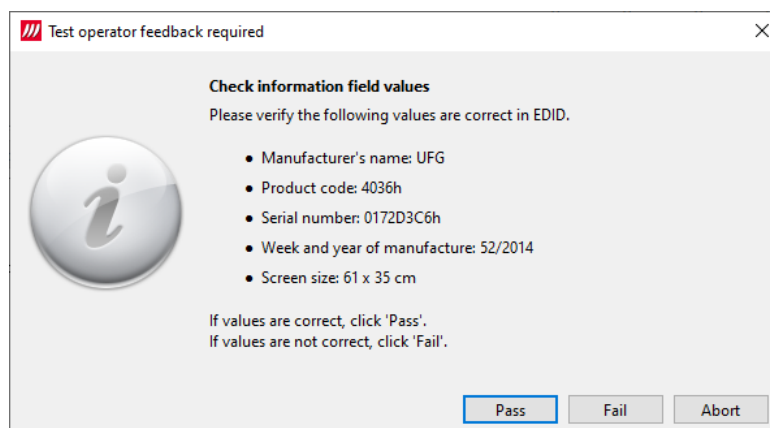 Test operator feedback required
Check information field values
Please verify the following values are correct in EDID.
● Manufacturer's name: UFG
● Product code: 4036h
● Serial number: 0172D3C6h
● Week and year of manufacture: 52/2014
● Screen size: 61 x 35 cm
If values are correct, click 'Pass'.
If values are not correct, click 'Fail'.
Pass
Fail
Abort